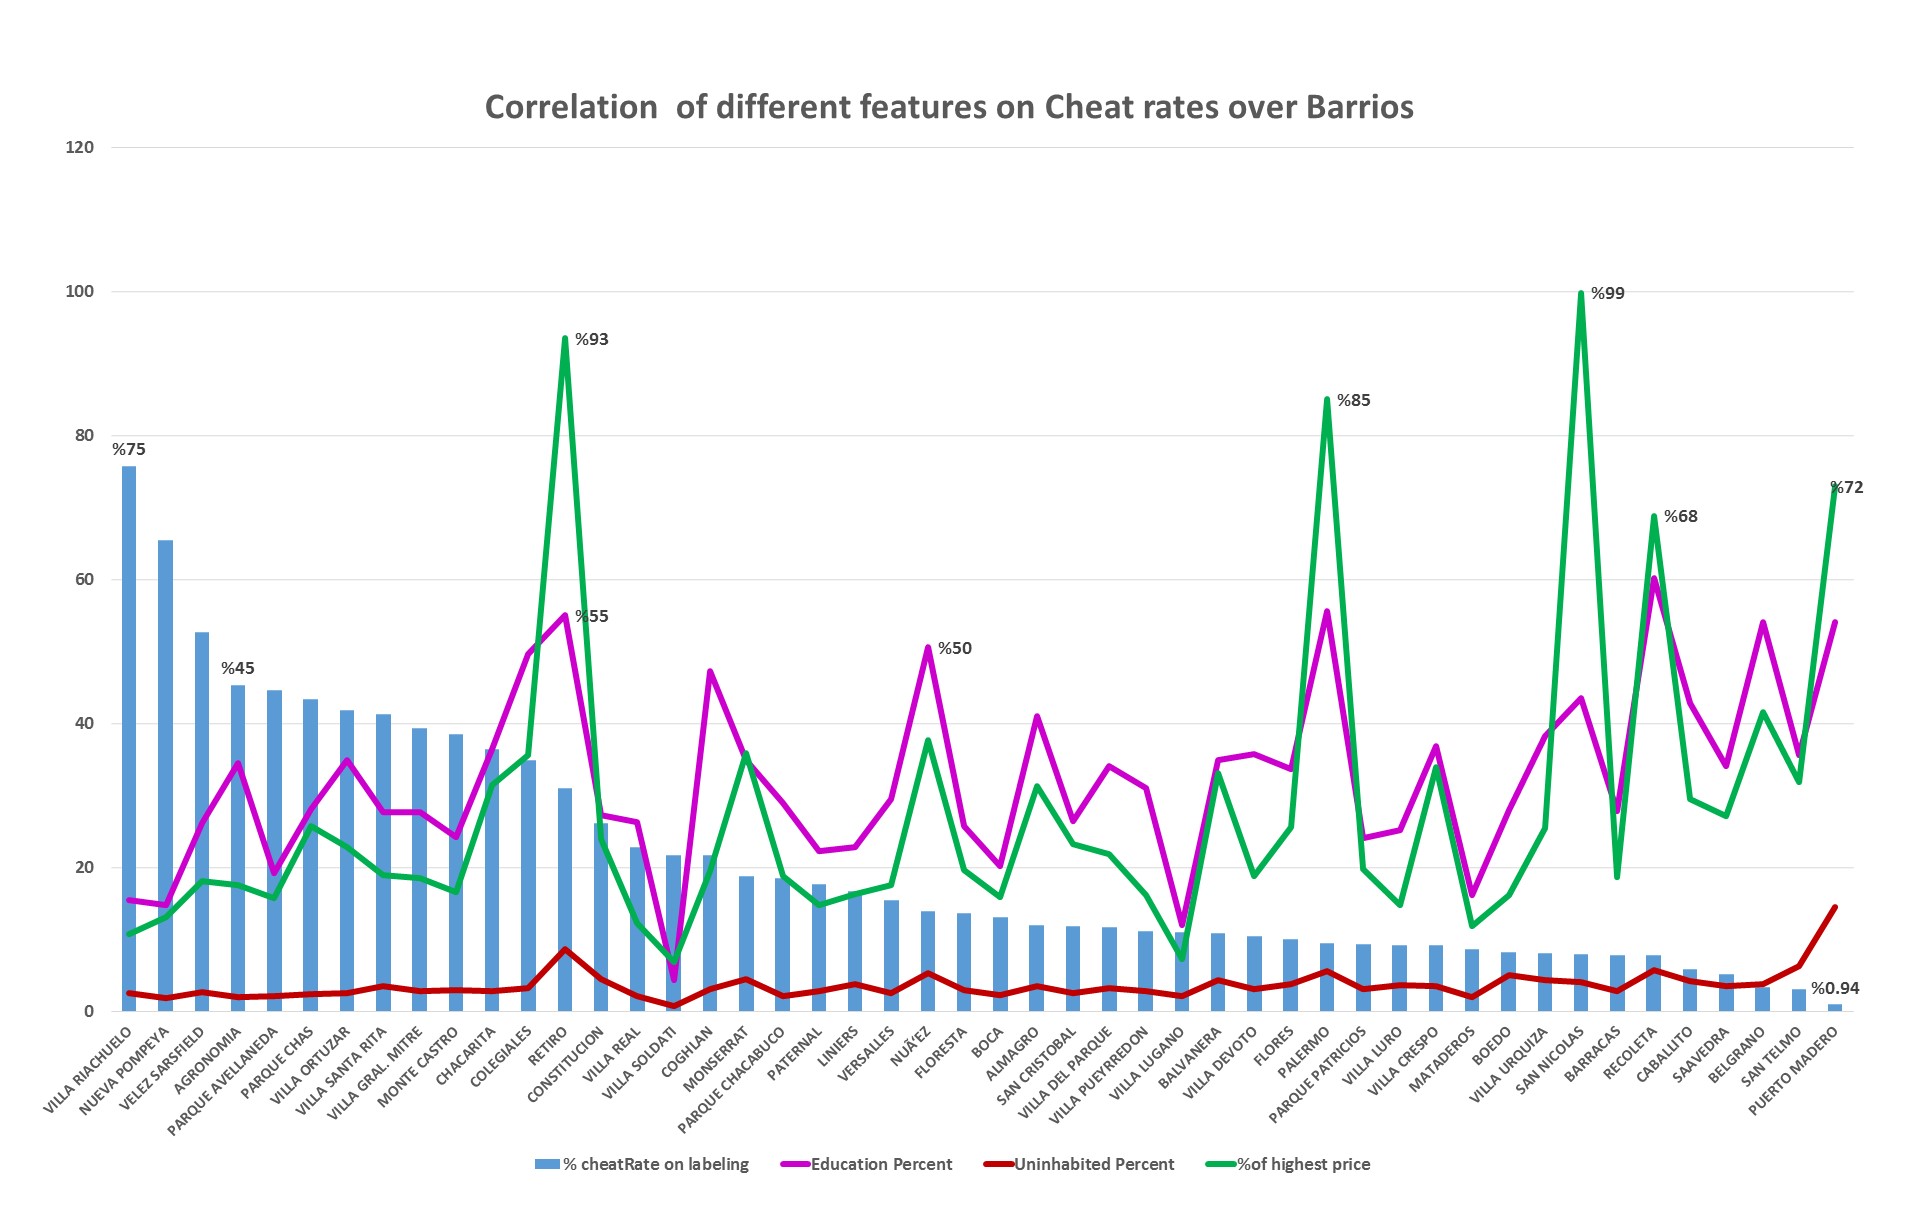 Correlation  of different features on Cheat rates over Barrios
120
100
80
60
40
20
0
%75
%45
%93
%55
%50
%85
%99
%68
%72
%0.94
VILLA RIACHUELO
NUEVA POMPEYA
VELEZ SARSFIELD
AGRONOMIA
PARQUE AVELLANEDA
PARQUE CHAS
VILLA ORTUZAR
VILLA SANTA RITA
VILLA GRAL. MITRE
MONTE CASTRO
CHACARITA
COLEGIALES
RETIRO
CONSTITUCION
VILLA REAL
VILLA SOLDATI
COGHLAN
MONSERRAT
PARQUE CHACABUCO
PATERNAL
LINIERS
VERSALLES
NUÃ'EZ
FLORESTA
BOCA
ALMAGRO
SAN CRISTOBAL
VILLA DEL PARQUE
VILLA PUEYRREDON
VILLA LUGANO
BALVANERA
VILLA DEVOTO
FLORES
PALERMO
PARQUE PATRICIOS
VILLA LURO
VILLA CRESPO
MATADEROS
BOEDO
VILLA URQUIZA
SAN NICOLAS
BARRACAS
RECOLETA
CABALLITO
SAAVEDRA
BELGRANO
SAN TELMO
PUERTO MADERO
% cheatRate on labeling
Education Percent
Uninhabited Percent
%of highest price